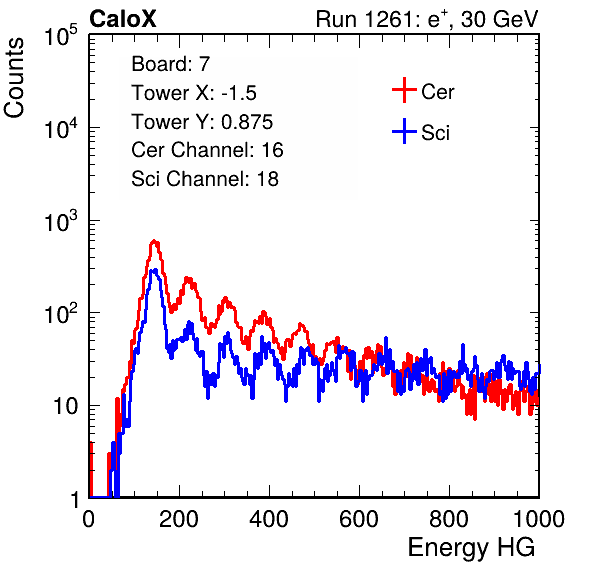 CaloX Run 1261: e⁺, 30 GeV
Counts
10⁵
Board: 7
Tower X: -1.5
Tower Y: 0.875
Cer Channel: 16
Sci Channel: 18
Cer
Sci
10⁴
10³
10²
10
1
0 200 400 600 800 1000
Energy HG